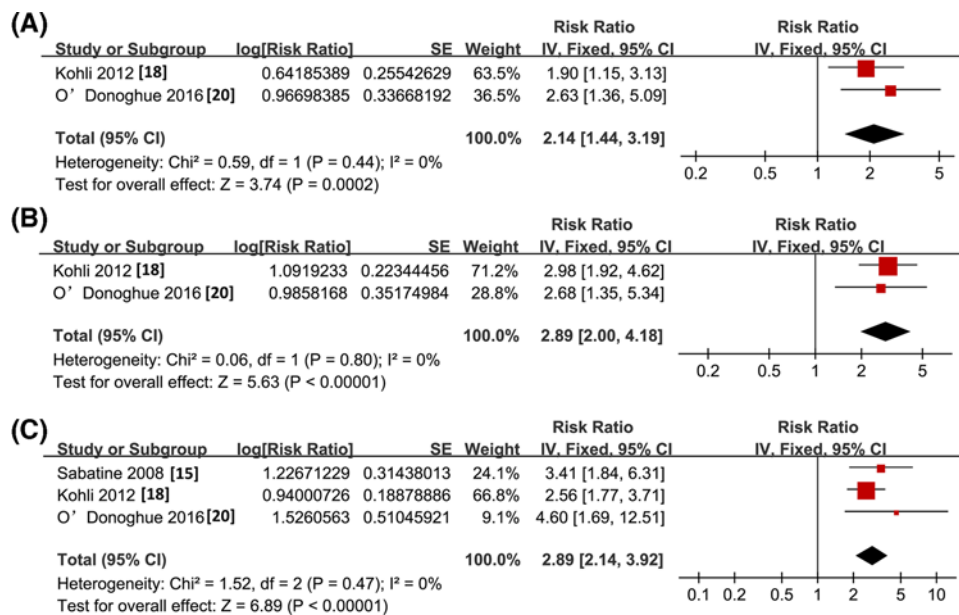 (A)
Risk Ratio Risk Ratio
Study or Subgroup log[Risk Ratio] SE Weight IV, Fixed, 95% CI IV, Fixed, 95% CI
Kohli 2012 [18] 0.64185389 0.25542629 63.5% 1.90 [1.15, 3.13]
O’ Donoghue 2016 [20] 0.96698385 0.33668192 36.5% 2.63 [1.36, 5.09]
Total (95% CI) 100.0% 2.14 [1.44, 3.19]
Heterogeneity: Chi² = 0.59, df = 1 (P = 0.44); I² = 0%
Test for overall effect: Z = 3.74 (P = 0.0002)
0.2 0.5 1 2 5
(B)
Risk Ratio Risk Ratio
Study or Subgroup log[Risk Ratio] SE Weight IV, Fixed, 95% CI IV, Fixed, 95% CI
Kohli 2012 [18] 1.0919233 0.22344456 71.2% 2.98 [1.92, 4.62]
O’ Donoghue 2016 [20] 0.9858168 0.35174984 28.8% 2.68 [1.35, 5.34]
Total (95% CI) 100.0% 2.89 [2.00, 4.18]
Heterogeneity: Chi² = 0.06, df = 1 (P = 0.80); I² = 0%
Test for overall effect: Z = 5.63 (P < 0.00001)
0.2 0.5 1 2 5
(C)
Risk Ratio Risk Ratio
Study or Subgroup log[Risk Ratio] SE Weight IV, Fixed, 95% CI IV, Fixed, 95% CI
Sabatine 2008 [15] 1.22671229 0.31438013 24.1% 3.41 [1.84, 6.31]
Kohli 2012 [18] 0.94000726 0.18878886 66.8% 2.56 [1.77, 3.71]
O’ Donoghue 2016[20] 1.5260563 0.51045921 9.1% 4.60 [1.69, 12.51]
Total (95% CI) 100.0% 2.89 [2.14, 3.92]
Heterogeneity: Chi² = 1.52, df = 2 (P = 0.47); I² = 0%
Test for overall effect: Z = 6.89 (P < 0.00001)
0.1 0.2 0.5 1 2 5 10